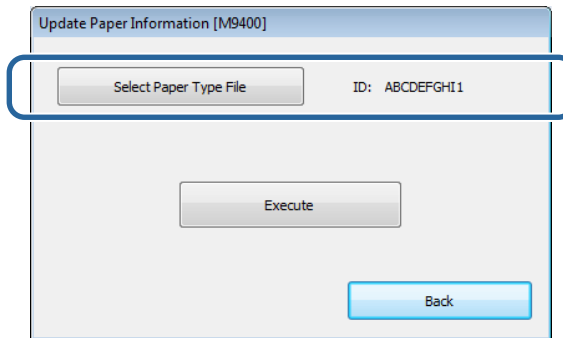 Update Paper Information [M9400]
Select Paper Type File ID: ABCDEFGHI1
Execute
Back